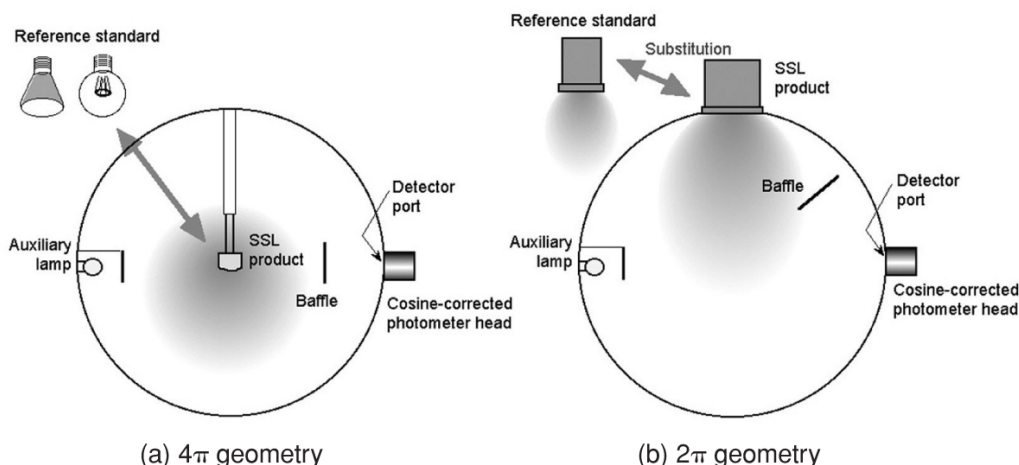 Reference standard
Auxiliary
lamp
SSL
product
Baffle
Detector
port
Cosine-corrected
photometer head
(a) 4π geometry
Reference standard
Substitution
SSL
product
Baffle
Detector
port
Auxiliary
lamp
Cosine-corrected
photometer head
(b) 2π geometry